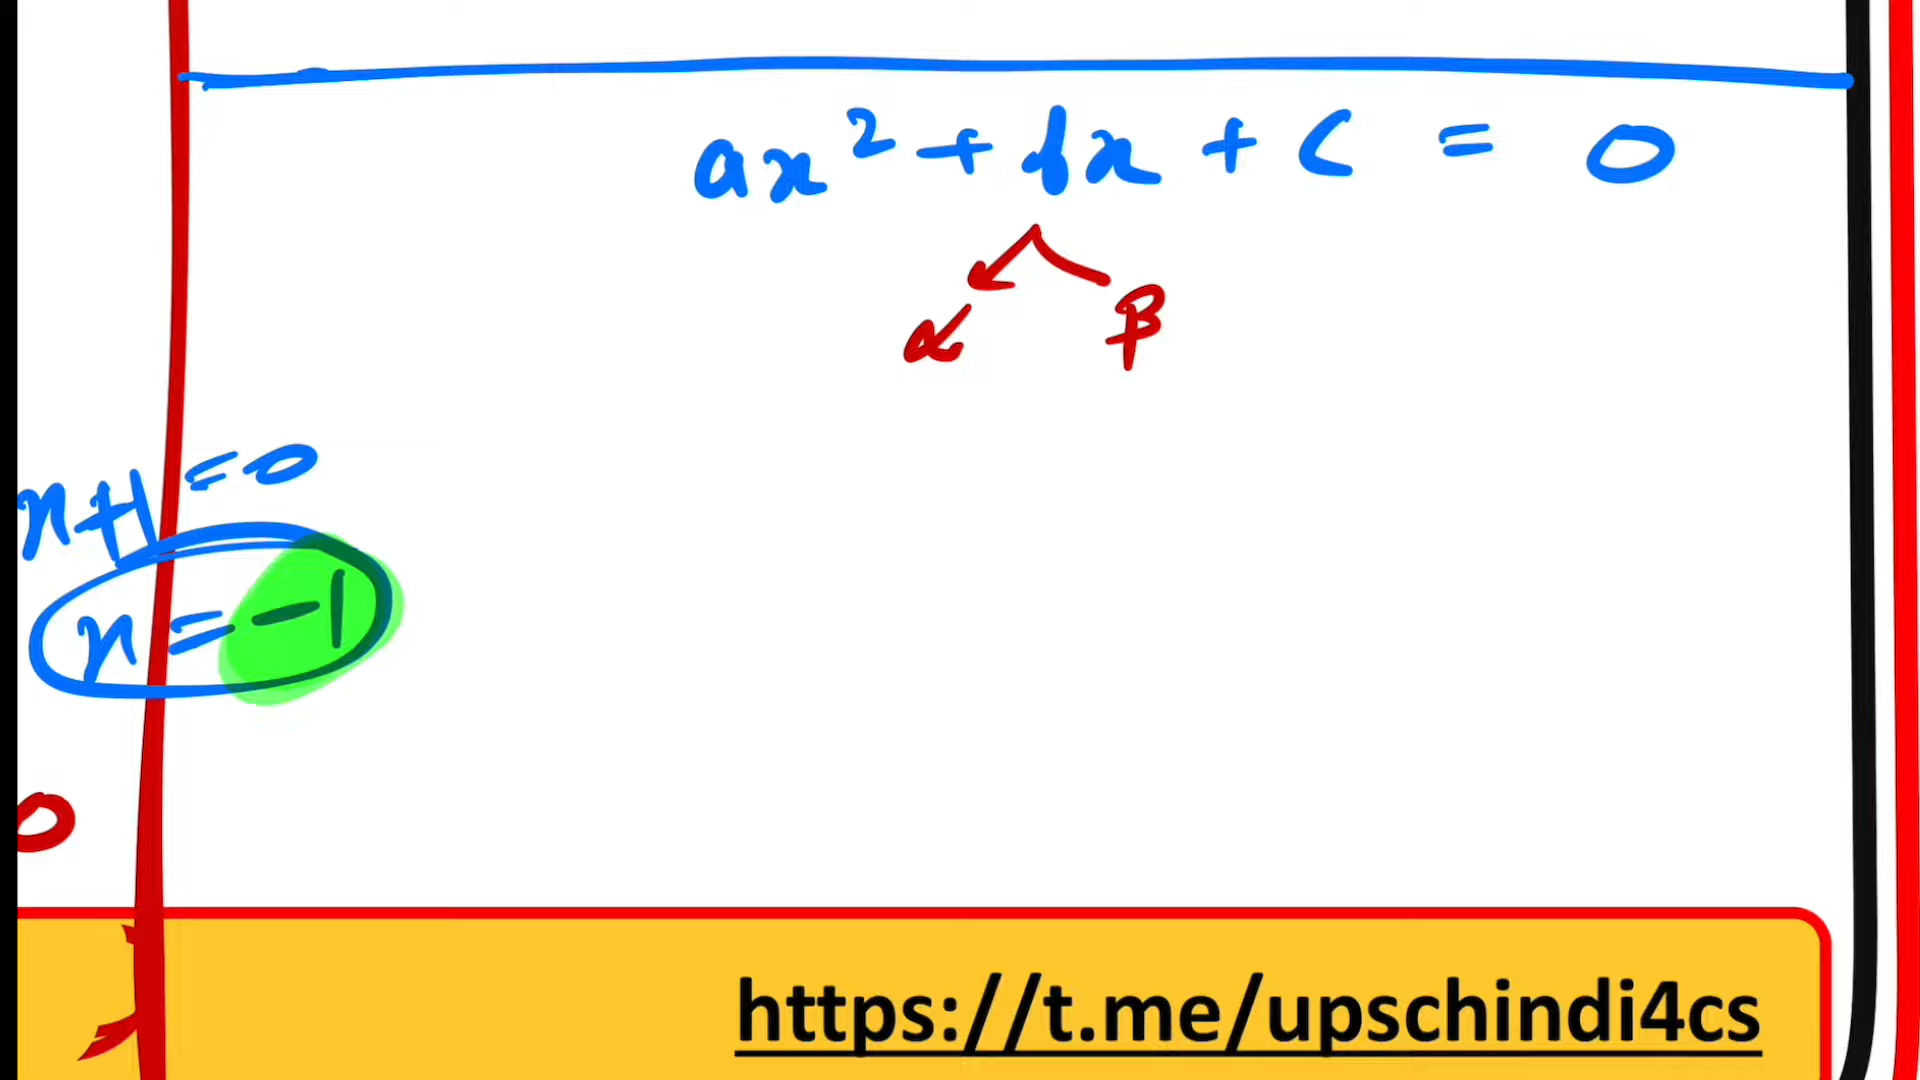 ax² + bx + c = 0
α β
x+1 = 0
x = -1
0
https://t.me/upschindi4cs